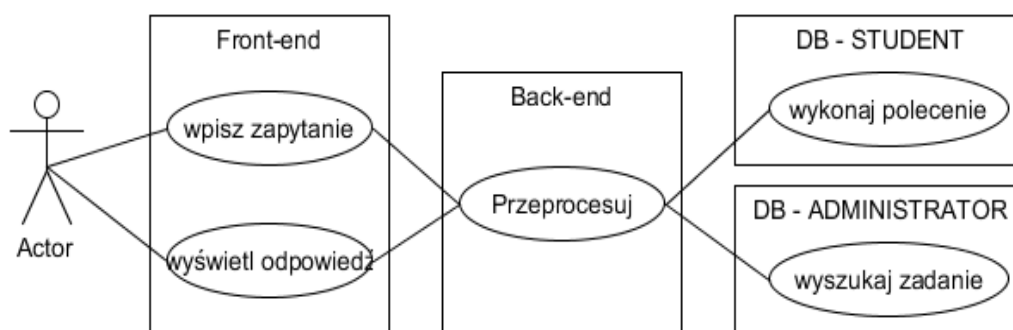 Front-end
wpisz zapytanie
wyświetl odpowiedź
Actor
Back-end
Przeprocesuj
DB - STUDENT
wykonaj polecenie
DB - ADMINISTRATOR
wyszukaj zadanie